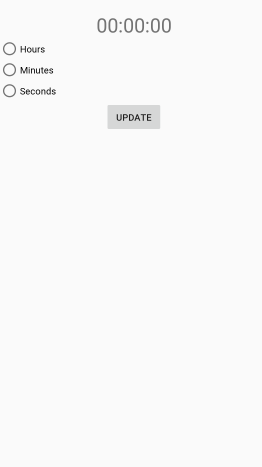 00:00:00
Hours
Minutes
Seconds
UPDATE